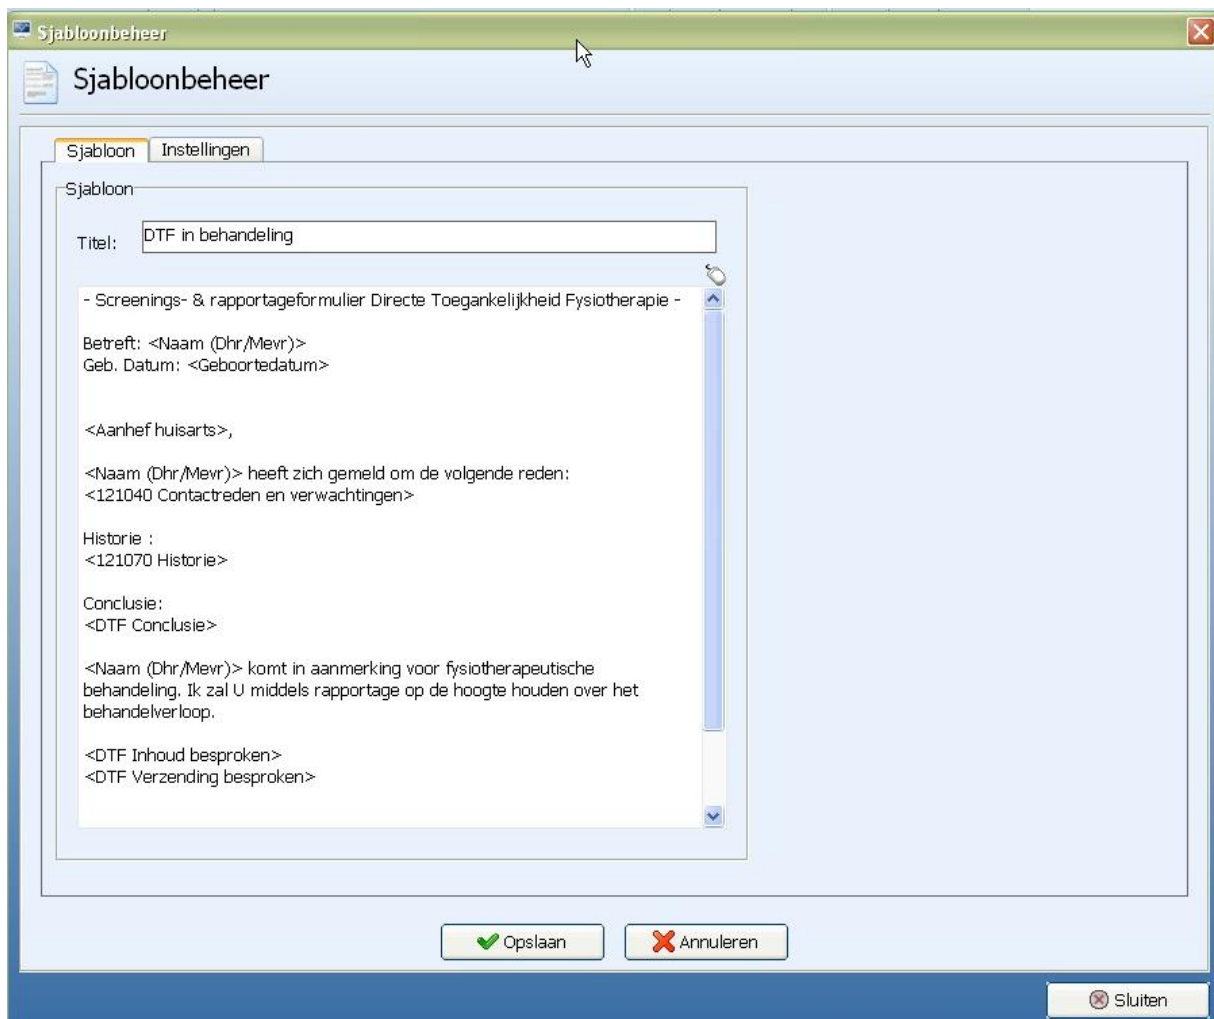 Sjabloonbeheer
Sjabloonbeheer
Sjabloon
Instellingen
Sjabloon
Titel:
DTF in behandeling
- Screenings- & rapportageformulier Directe Toegankelijkheid Fysiotherapie -
Betreft: <Naam (Dhr/Mevr)>
Geb. Datum: <Geboortedatum>
<Aanhef huisarts>,
<Naam (Dhr/Mevr)> heeft zich gemeld om de volgende reden:
<121040 Contactreden en verwachtingen>
Historie :
<121070 Historie>
Conclusie:
<DTF Conclusie>
<Naam (Dhr/Mevr)> komt in aanmerking voor fysiotherapeutische
behandeling. Ik zal U middels rapportage op de hoogte houden over het
behandelverloop.
<DTF Inhoud besproken>
<DTF Verzending besproken>
Opslaan
Annuleren
Sluiten